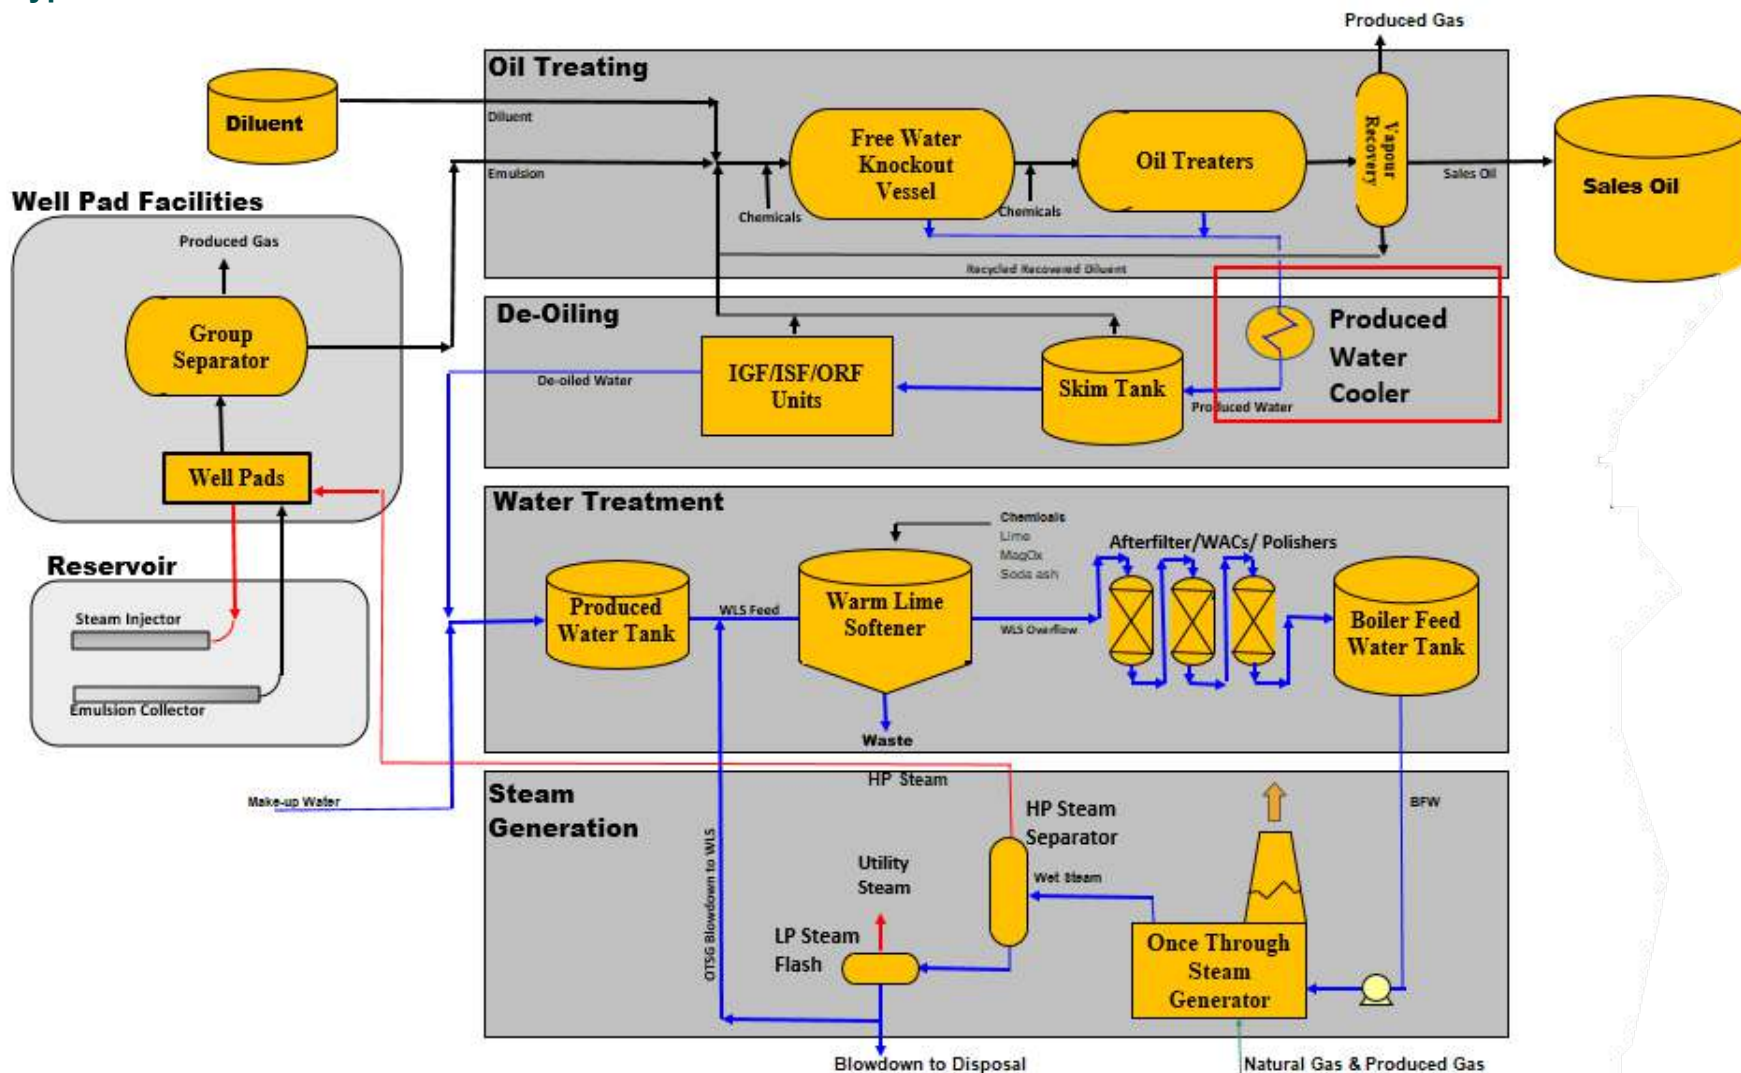 Produced Gas
Oil Treating
Diluent
Diluent
Free Water
Knockout
Vessel
Oil Treaters
Vapour
Recovery
Emulsion
Sales Oil
Sales Oil
Chemicals
Chemicals
Recycled Recovered Diluent
Well Pad Facilities
Produced Gas
Group
Separator
Well Pads
De-Oiling
De-oiled Water
IGF/ISF/ORF
Units
Skim Tank
Produced Water
Produced
Water
Cooler
Reservoir
Steam Injector
Emulsion Collector
Water Treatment
Chemicals
Lime
MagOx
Soda ash
Afterfilter/WACs/ Polishers
Produced
Water Tank
WLS Feed
Warm Lime
Softener
WLS Overflow
Boiler Feed
Water Tank
Waste
Make-up Water
Steam
Generation
HP Steam
HP Steam
Separator
BFW
OTSG Blowdown to WLS
Utility
Steam
Wet Steam
LP Steam
Flash
Once Through
Steam
Generator
Blowdown to Disposal
Natural Gas & Produced Gas